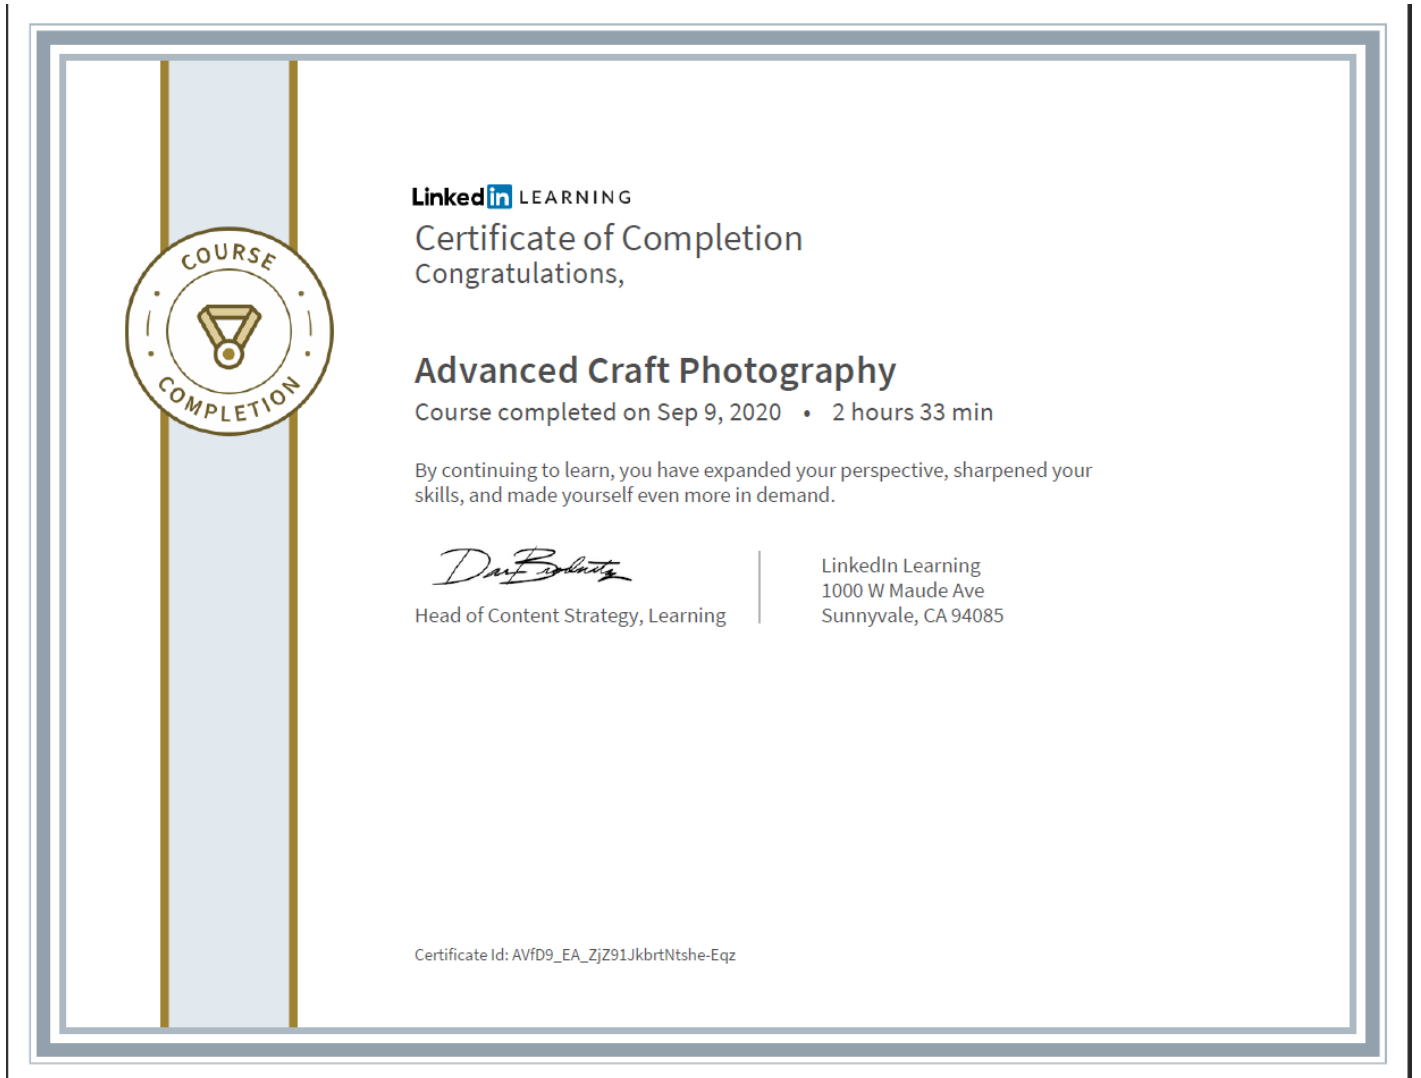 COURSE
COMPLETION
Linked in LEARNING
Certificate of Completion
Congratulations,
Advanced Craft Photography
Course completed on Sep 9, 2020 • 2 hours 33 min
By continuing to learn, you have expanded your perspective, sharpened your
skills, and made yourself even more in demand.
Head of Content Strategy, Learning
LinkedIn Learning
1000 W Maude Ave
Sunnyvale, CA 94085
Certificate Id: AVfD9_EA_ZjZ91JkbrtNtshe-Eqz